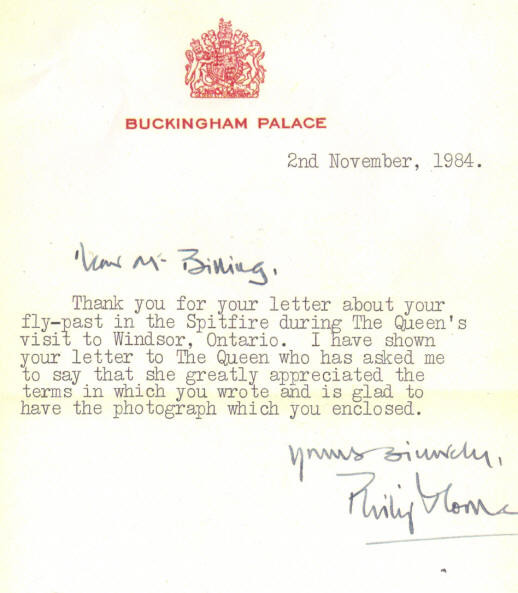 BUCKINGHAM PALACE
2nd November, 1984.
Dear Mr Billing,
Thank you for your letter about your
fly-past in the Spitfire during The Queen's
visit to Windsor, Ontario. I have shown
your letter to The Queen who has asked me
to say that she greatly appreciated the
terms in which you wrote and is glad to
have the photograph which you enclosed.
Yours sincerely,
Philip Moore